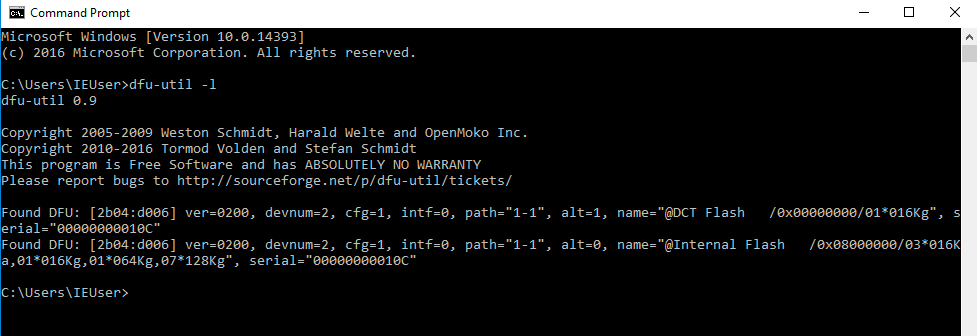 Command Prompt
Microsoft Windows [Version 10.0.14393]
(c) 2016 Microsoft Corporation. All rights reserved.
C:\Users\IEUser>dfu-util -l
dfu-util 0.9
Copyright 2005-2009 Weston Schmidt, Harald Welte and OpenMoko Inc.
Copyright 2010-2016 Tormod Volden and Stefan Schmidt
This program is Free Software and has ABSOLUTELY NO WARRANTY
Please report bugs to http://sourceforge.net/p/dfu-util/tickets/
Found DFU: [2b04:d006] ver=0200, devnum=2, cfg=1, intf=0, path="1-1", alt=1, name="@DCT Flash   /0x00000000/01*016Kg", s
erial="00000000010C"
Found DFU: [2b04:d006] ver=0200, devnum=2, cfg=1, intf=0, path="1-1", alt=0, name="@Internal Flash   /0x08000000/03*016K
a,01*016Kg,01*064Kg,07*128Kg", serial="00000000010C"
C:\Users\IEUser>